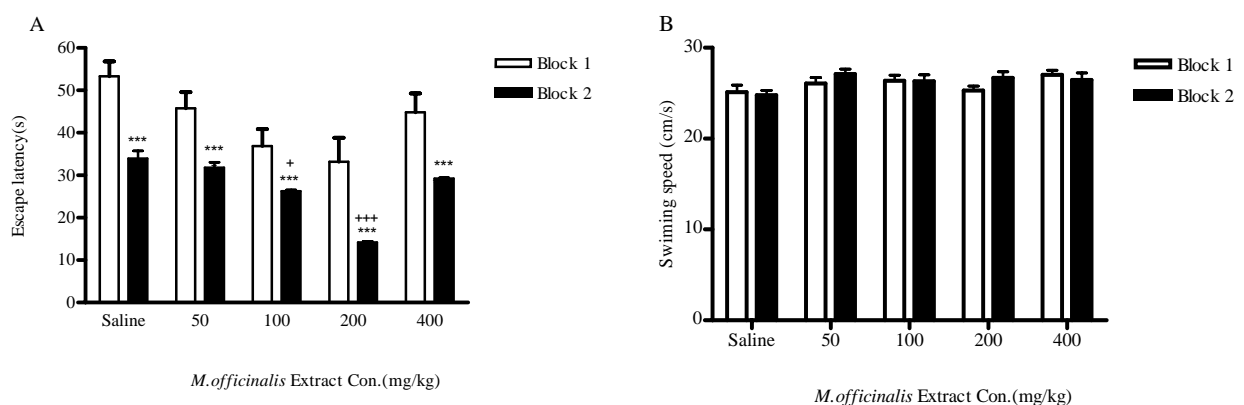 A
Escape latency(s)
60
50
40
30
20
10
0
Block 1
Block 2
***
***
+
***
+++
***
***
Saline 50 100 200 400
M.officinalis Extract Con.(mg/kg)
B
Swiming speed (cm/s)
30
20
10
0
Block 1
Block 2
Saline 50 100 200 400
M.officinalis Extract Con.(mg/kg)